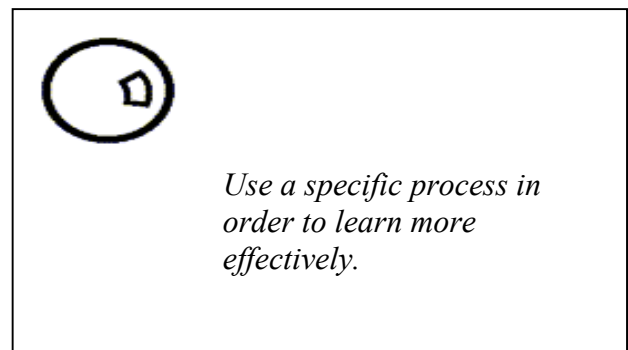 Use a specific process in
order to learn more
effectively.